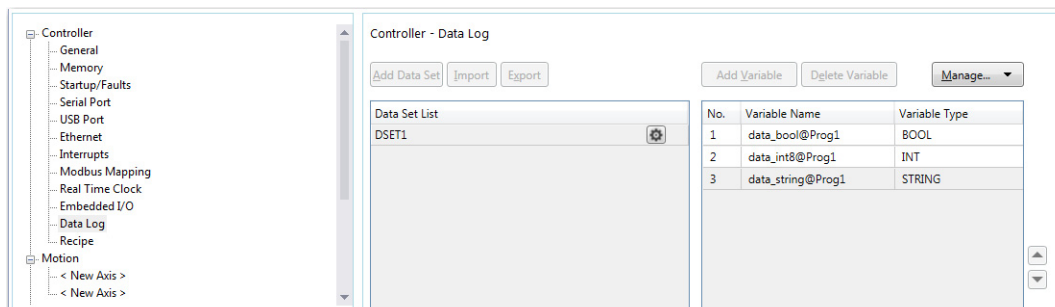 Controller
General
Memory
Startup/Faults
Serial Port
USB Port
Ethernet
Interrupts
Modbus Mapping
Real Time Clock
Embedded I/O
Data Log
Recipe
Motion
< New Axis >
< New Axis >
Controller - Data Log
Add Data Set Import Export
Add Variable Delete Variable Manage...
Data Set List
DSET1
No. Variable Name Variable Type
1 data_bool@Prog1 BOOL
2 data_int8@Prog1 INT
3 data_string@Prog1 STRING